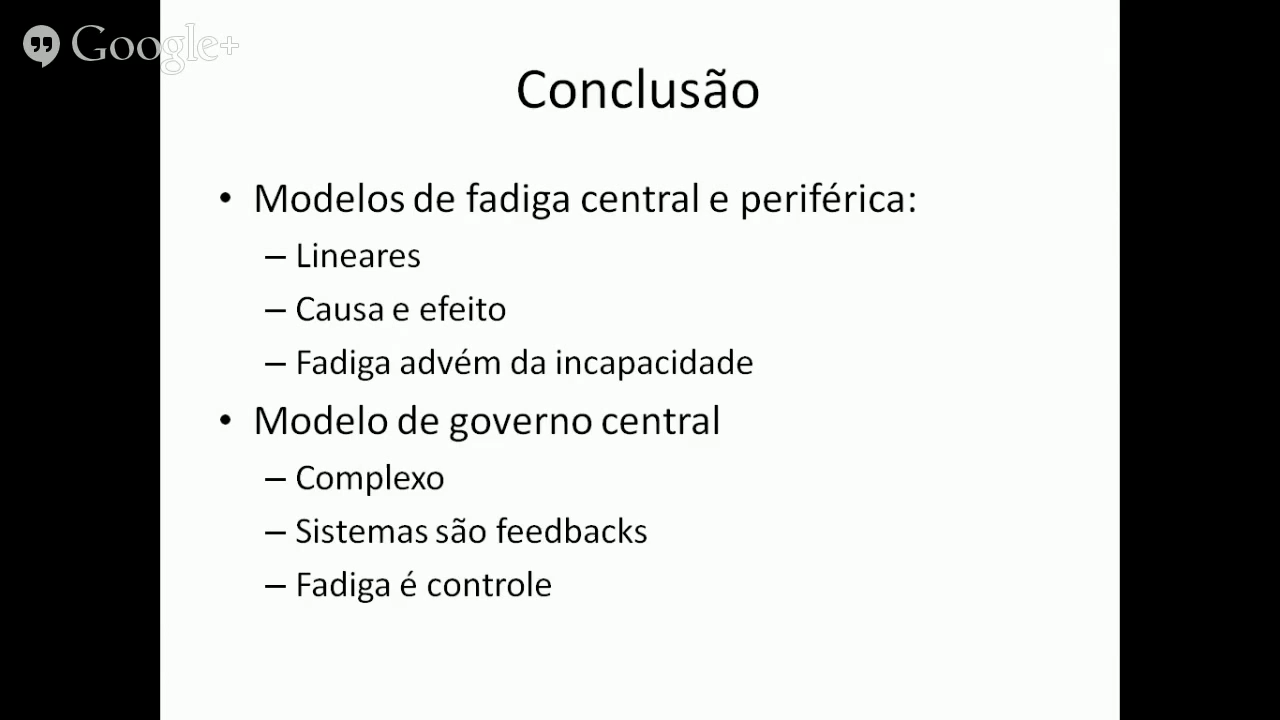 Google+
Conclusão
• Modelos de fadiga central e periférica:
– Lineares
– Causa e efeito
– Fadiga advém da incapacidade
• Modelo de governo central
– Complexo
– Sistemas são feedbacks
– Fadiga é controle